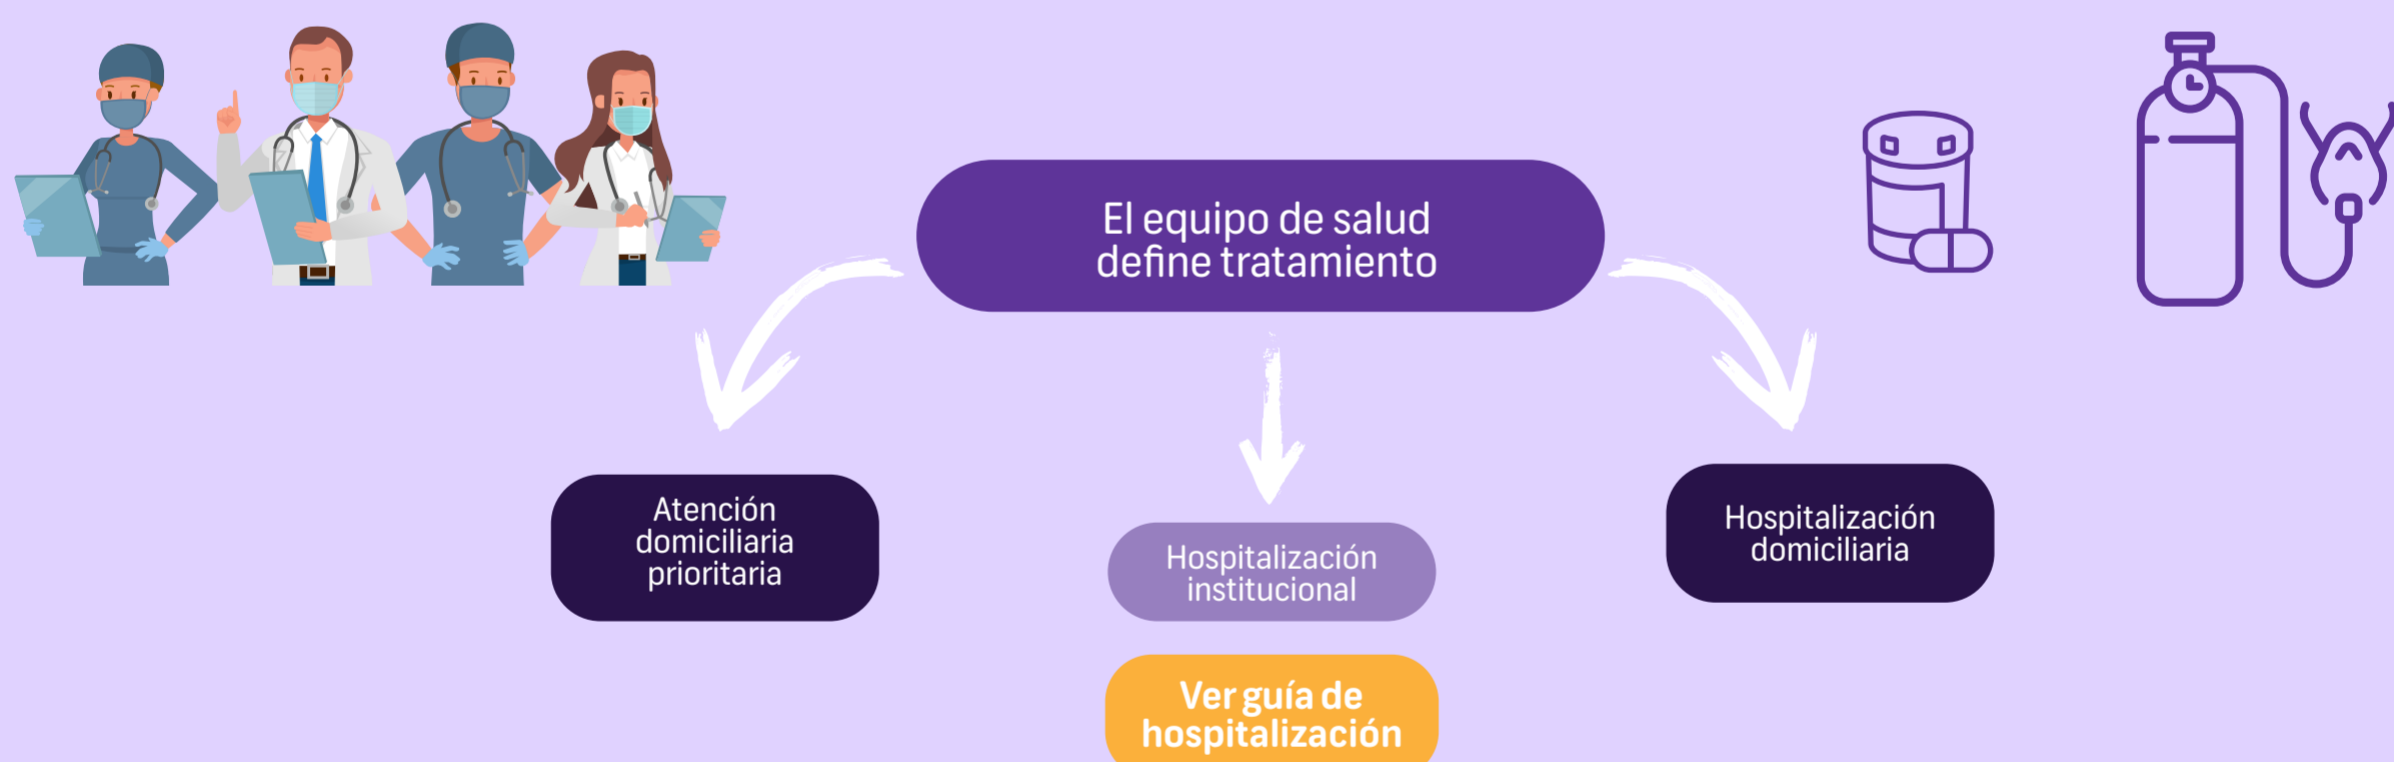 El equipo de salud
define tratamiento
Atención
domiciliaria
prioritaria
Hospitalización
institucional
Hospitalización
domiciliaria
Ver guía de
hospitalización